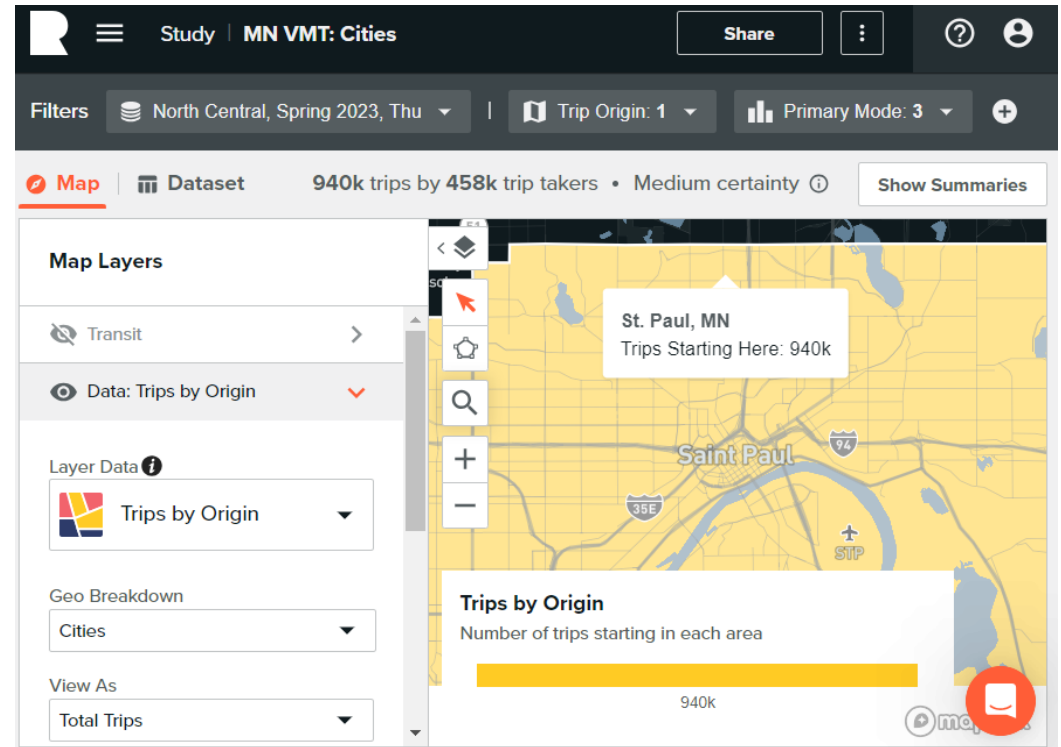 R
Study | MN VMT: Cities
Share
Filters
North Central, Spring 2023, Thu
Trip Origin: 1
Primary Mode: 3
Map
Dataset
940k trips by 458k trip takers • Medium certainty
Show Summaries
Map Layers
Transit
Data: Trips by Origin
Layer Data
Trips by Origin
Geo Breakdown
Cities
View As
Total Trips
St. Paul, MN
Trips Starting Here: 940k
Saint Paul
94
35E
STP
Trips by Origin
Number of trips starting in each area
940k